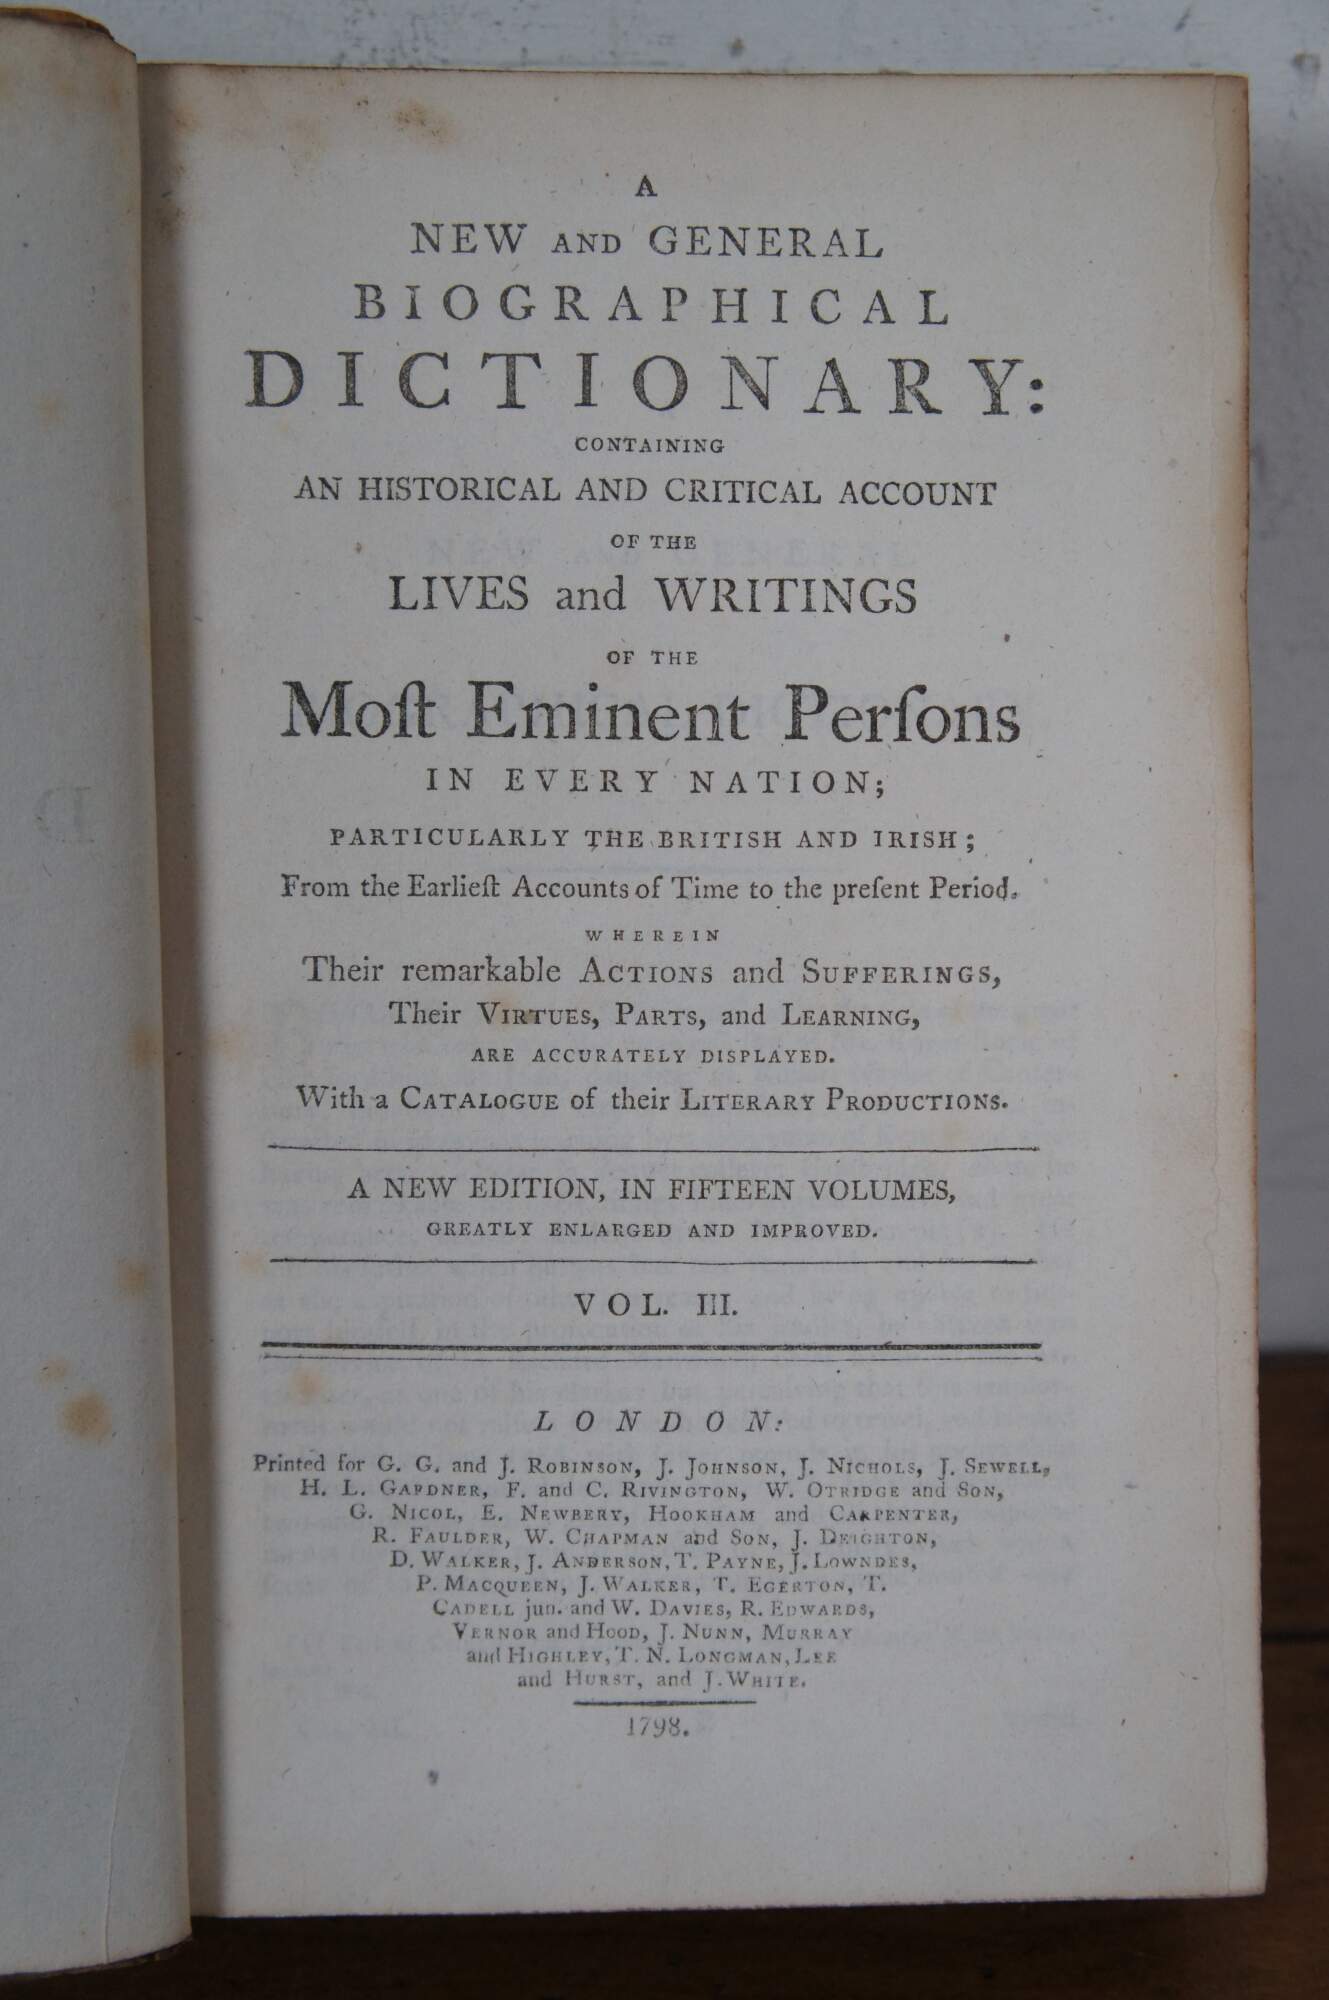 A
NEW AND GENERAL
BIOGRAPHICAL
DICTIONARY:
CONTAINING
AN HISTORICAL AND CRITICAL ACCOUNT
OF THE
LIVES and WRITINGS
OF THE
Moſt Eminent Perſons
IN EVERY NATION;
PARTICULARLY THE BRITISH AND IRISH;
From the Earlieſt Accounts of Time to the preſent Period.
WHEREIN
Their remarkable ACTIONS and SUFFERINGS,
Their VIRTUES, PARTS, and LEARNING,
ARE ACCURATELY DISPLAYED.
With a CATALOGUE of their LITERARY PRODUCTIONS.
A NEW EDITION, IN FIFTEEN VOLUMES,
GREATLY ENLARGED AND IMPROVED.
VOL. III.
LONDON:
Printed for G. G. and J. ROBINSON, J. JOHNSON, J. NICHOLS, J. SEWELL,
H. L. GARDNER, F. and C. RIVINGTON, W. OTRIDGE and SON,
G. NICOL, E. NEWBERY, HOOKHAM and CARPENTER,
R. FAULDER, W. CHAPMAN and SON, J. DEIGHTON,
D. WALKER, J. ANDERSON, T. PAYNE, J. LOWNDES,
P. MACQUEEN, J. WALKER, T. EGERTON, T.
CADELL jun. and W. DAVIES, R. EDWARDS,
VERNOR and HOOD, J. NUNN, MURRAY
and HIGHLEY, T. N. LONGMAN, LEE
and HURST, and J. WHITE.
1798.